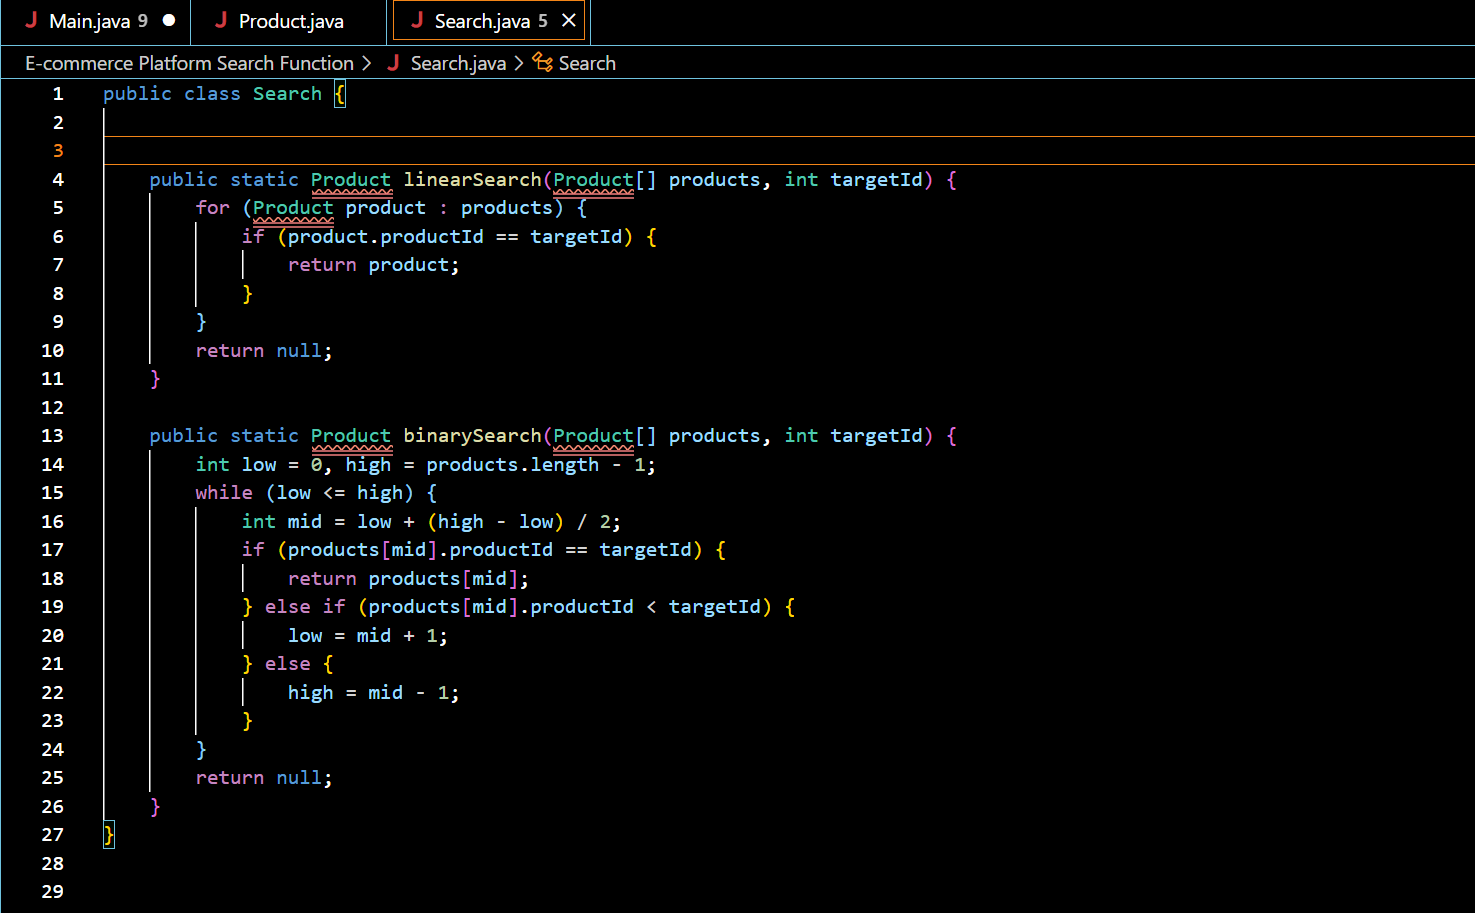 Main.java 9 Product.java Search.java 5
E-commerce Platform Search Function > Search.java > Search
1 public class Search {
2
3
4     public static Product linearSearch(Product[] products, int targetId) {
5         for (Product product : products) {
6             if (product.productId == targetId) {
7                 return product;
8             }
9         }
10         return null;
11     }
12
13     public static Product binarySearch(Product[] products, int targetId) {
14         int low = 0, high = products.length - 1;
15         while (low <= high) {
16             int mid = low + (high - low) / 2;
17             if (products[mid].productId == targetId) {
18                 return products[mid];
19             } else if (products[mid].productId < targetId) {
20                 low = mid + 1;
21             } else {
22                 high = mid - 1;
23             }
24         }
25         return null;
26     }
27 }
28
29